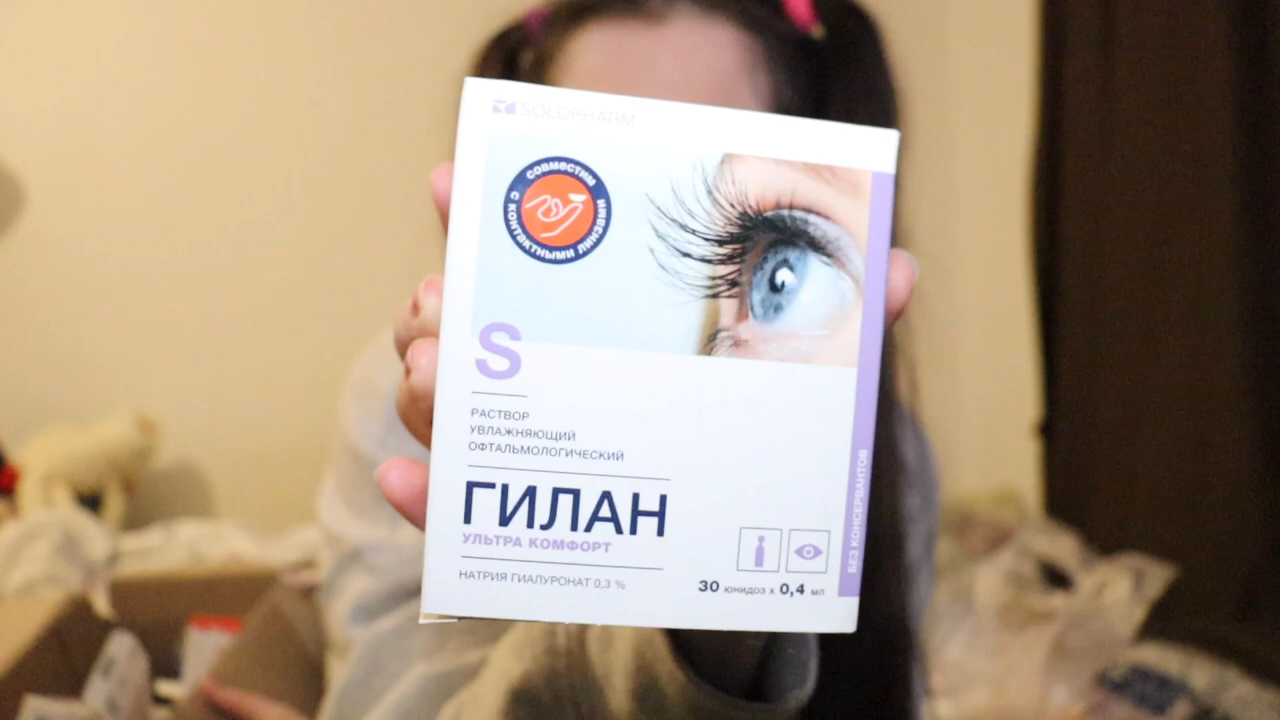 SOLOPHARM
СОВМЕСТИМ
С КОНТАКТНЫМИ ЛИНЗАМИ
S
РАСТВОР
УВЛАЖНЯЮЩИЙ
ОФТАЛЬМОЛОГИЧЕСКИЙ
ГИЛАН
УЛЬТРА КОМФОРТ
НАТРИЯ ГИАЛУРОНАТ 0,3 %
30 юнидоз х 0,4 мл
БЕЗ КОНСЕРВАНТОВ